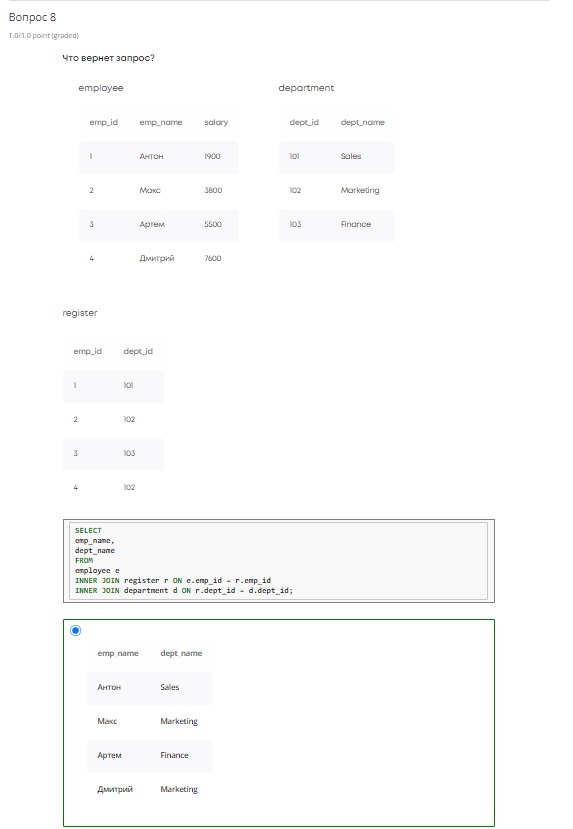 Вопрос 8
1.0/1.0 point (graded)
Что вернет запрос?
employee department
emp_id emp_name salary dept_id dept_name
1 Антон 1900 101 Sales
2 Макс 3800 102 Marketing
3 Артем 5500 103 Finance
4 Дмитрий 7600
register
emp_id dept_id
1 101
2 102
3 103
4 102
SELECT
emp_name,
dept_name
FROM
employee e
INNER JOIN register r ON e.emp_id = r.emp_id
INNER JOIN department d ON r.dept_id = d.dept_id;
emp name dept name
Антон Sales
Макс Marketing
Артем Finance
Дмитрий Marketing